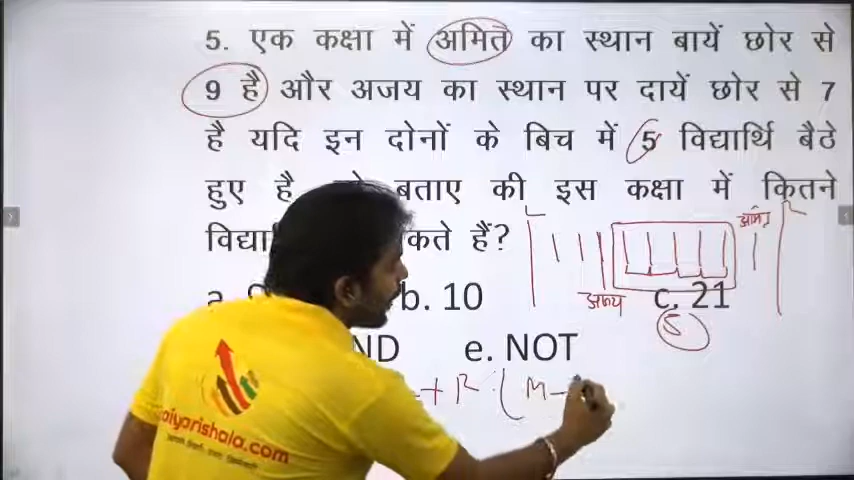 5. एक कक्षा में अमित का स्थान बायें छोर से
9 है और अजय का स्थान पर दायें छोर से 7
है यदि इन दोनों के बिच में 5 विद्यार्थि बैठे
हुए है बताए की इस कक्षा में कितने
कते हैं?
L R
अजय
b. 10 c. 21
5
ND e. NOT
+ R - ( M -
aiyarishala.com